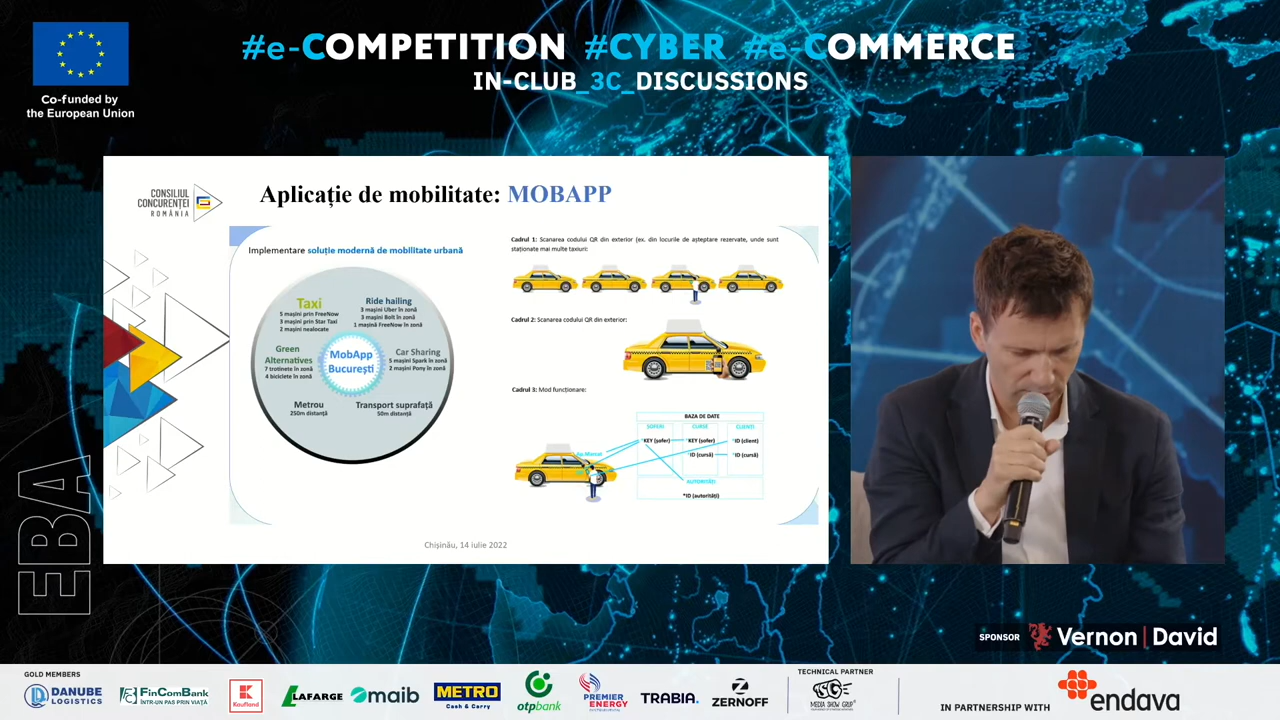 #e-COMPETITION #CYBER #e-COMMERCE
IN-CLUB_3C_DISCUSSIONS
Co-funded by
the European Union
CONSILIUL
CONCURENȚEI
ROMÂNIA
Aplicație de mobilitate: MOBAPP
Implementare soluție modernă de mobilitate urbană
Taxi
5 mașini prin FreeNow
3 mașini prin Star Taxi
2 mașini nealocate
Ride hailing
3 mașini Uber în zonă
3 mașini Bolt în zonă
1 mașină FreeNow în zonă
Green
Alternatives
7 trotinete în zonă
4 biciclete în zonă
MobApp
București
Car Sharing
5 mașini Spark în zonă
2 mașini Pony în zonă
Metrou
250m distanță
Transport suprafață
50m distanță
Cadrul 1: Scanarea codului QR din exterior (ex. din locurile de așteptare rezervate, unde sunt
staționate mai multe taxiuri:
Cadrul 2: Scanarea codului QR din exterior:
Cadrul 3: Mod funcționare:
BAZA DE DATE
ȘOFERI CURSE CLIENȚI
*KEY (șofer) *KEY (șofer) *ID (client)
*ID (cursă) *ID (cursă)
AUTORITĂȚI
*ID (autorități)
Chișinău, 14 iulie 2022
EBA
SPONSOR Vernon|David
GOLD MEMBERS
DANUBE
LOGISTICS
FinComBank
ÎNTR-UN PAS PRIN VIAȚĂ
Kaufland
LAFARGE
maib
METRO
Cash & Carry
otpbank
PREMIER
ENERGY
TRABIA.
ZERNOFF
TECHNICAL PARTNER
MEDIA SHOW GRUP
IN PARTNERSHIP WITH
endava